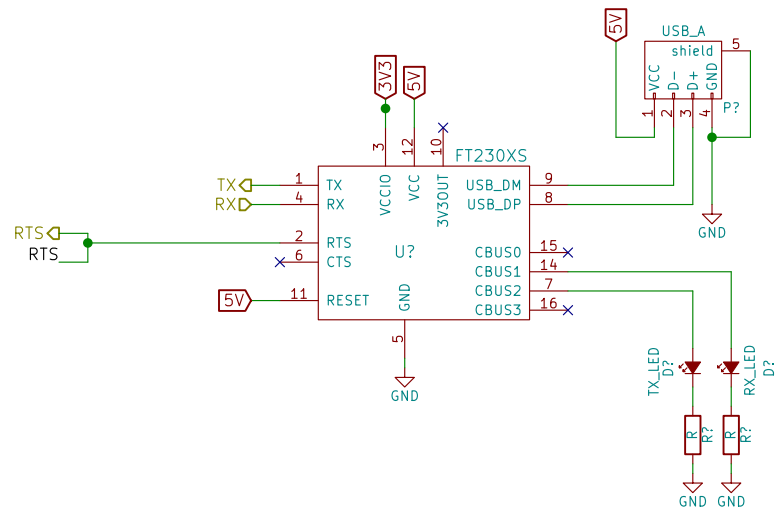 5V
USB_A
shield 5
VCC
D-
D+
GND
1
2
3
4
P?
GND
3V3
5V
3
12
10
FT230XS
TX 1 TX
RX 4 RX
VCCIO
VCC
3V3OUT
USB_DM 9
USB_DP 8
RTS
RTS
2 RTS
6 CTS
U?
CBUS0 15
CBUS1 14
CBUS2 7
CBUS3 16
5V 11 RESET
GND
5
GND
TX_LED
D?
RX_LED
D?
R
R?
R
R?
GND
GND